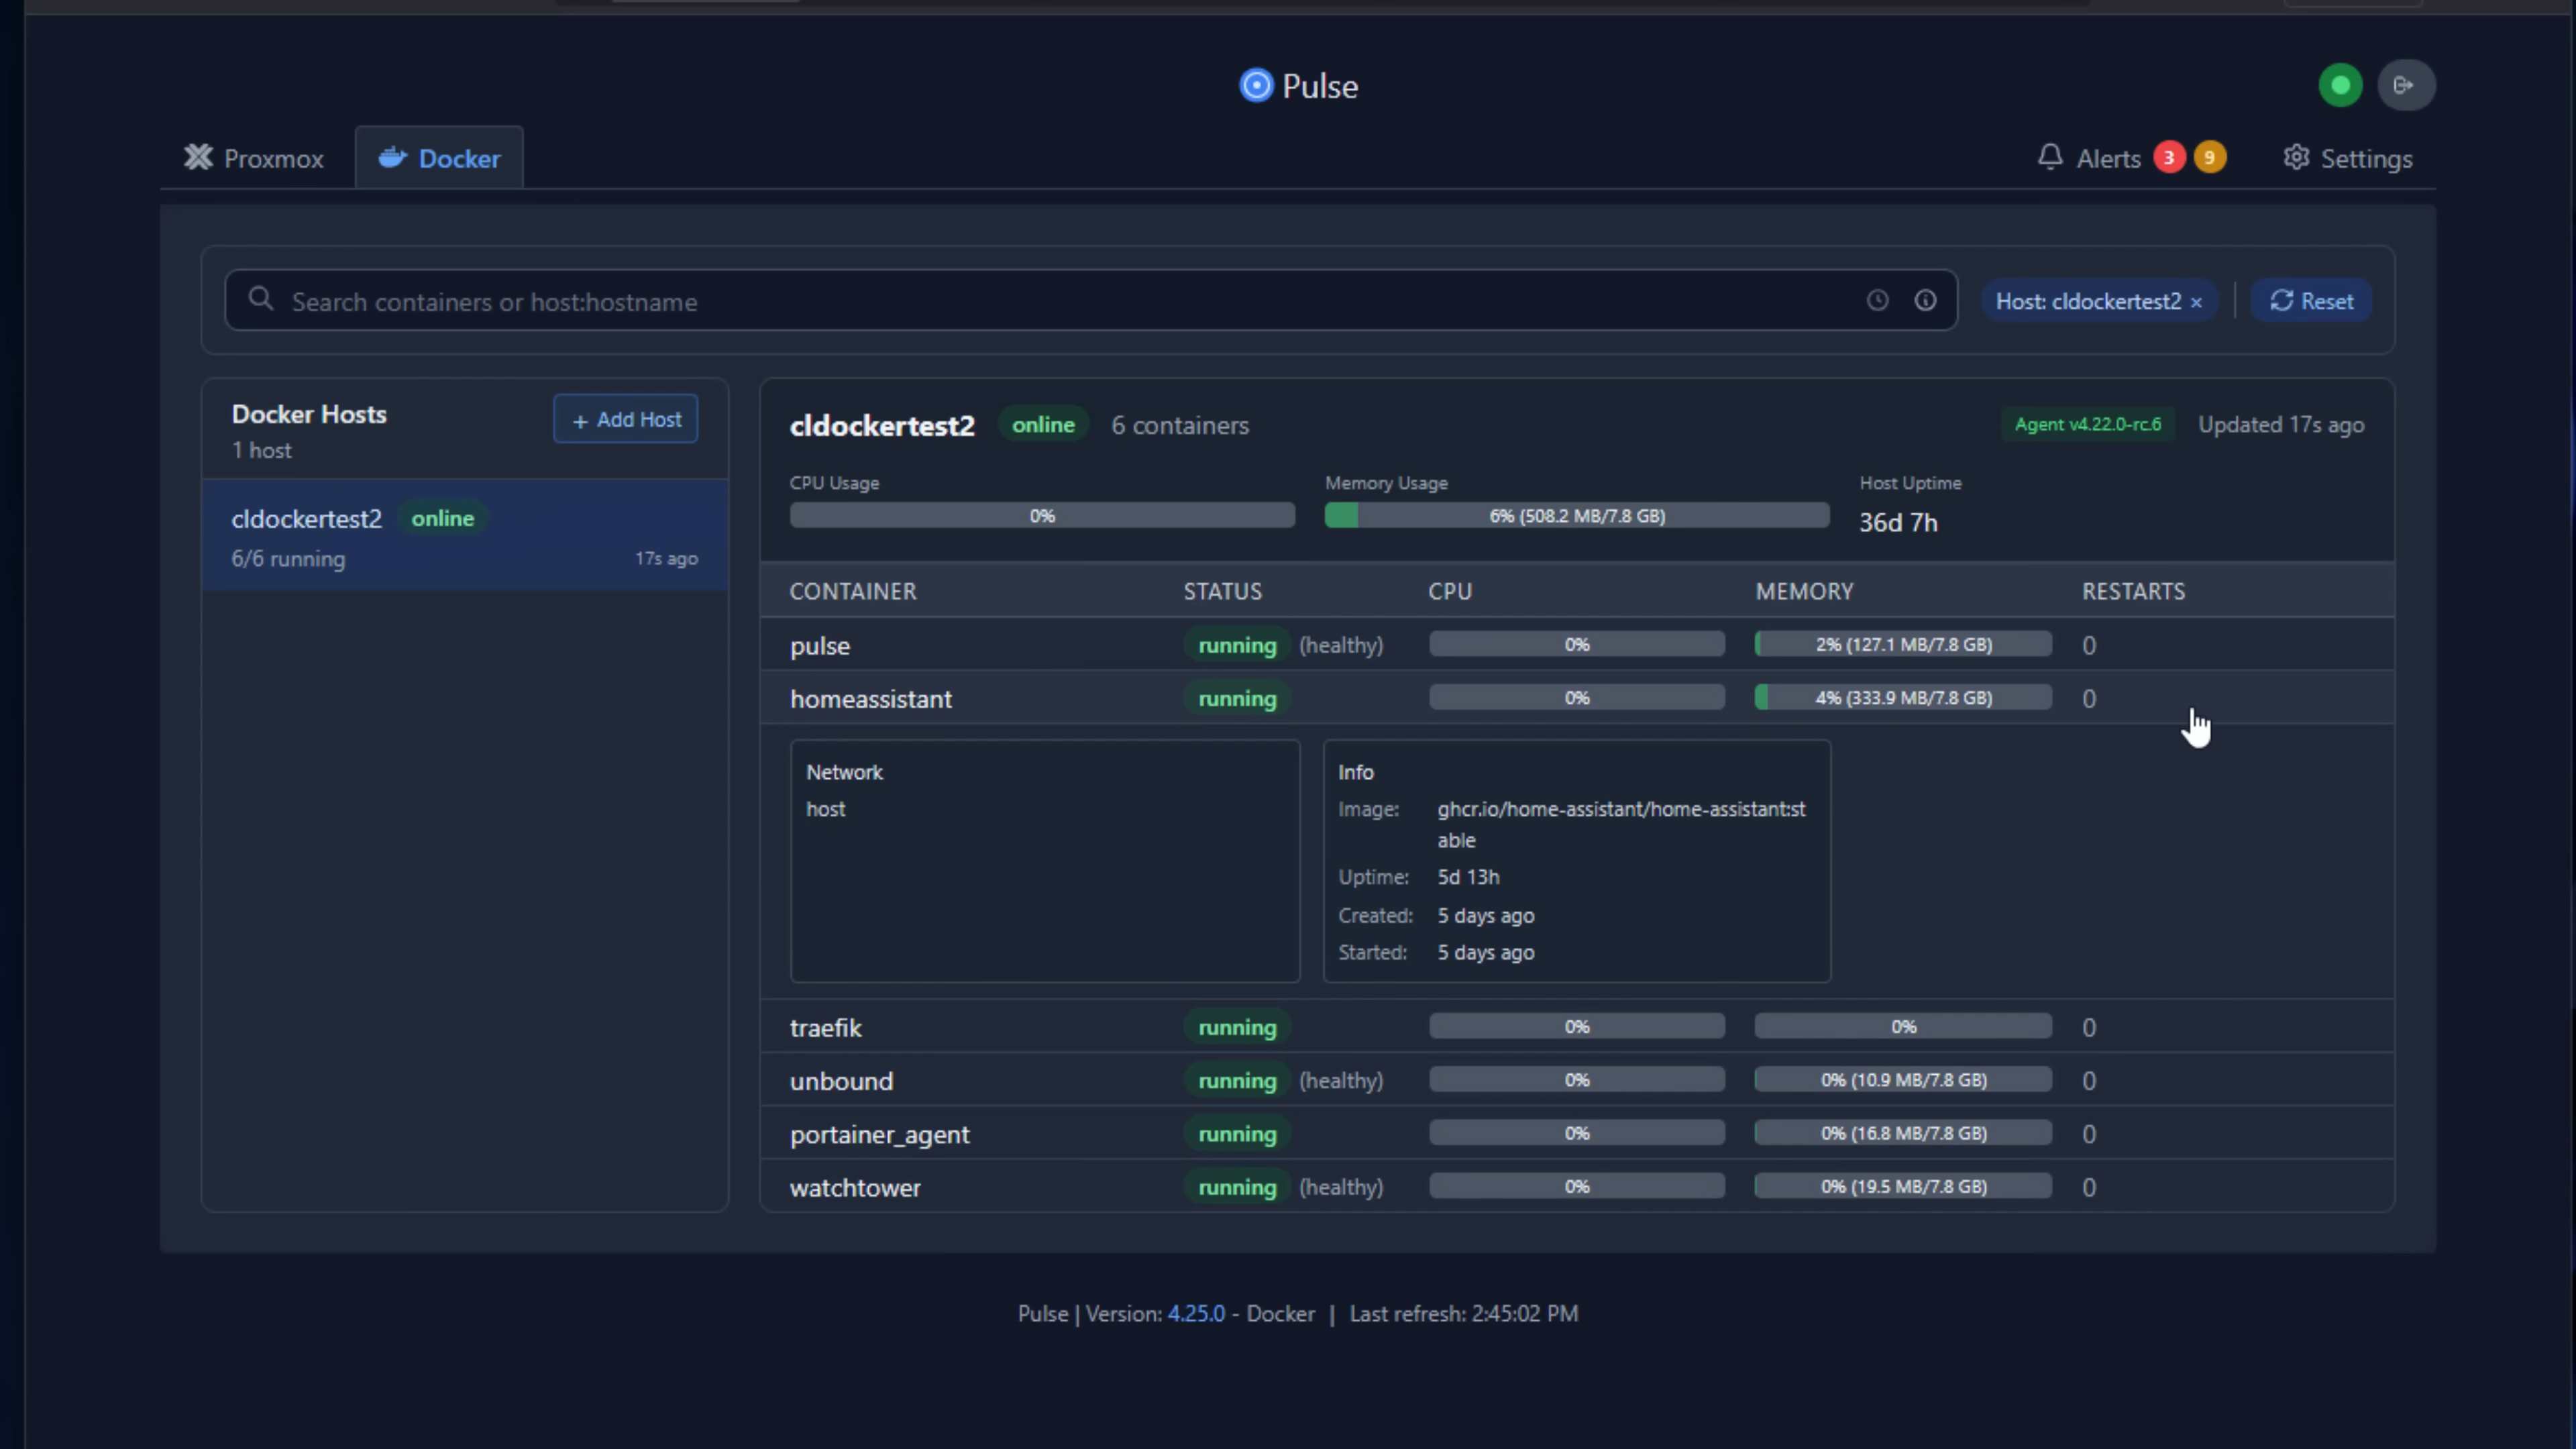 Pulse
Proxmox
Docker
Alerts 3 9
Settings
Search containers or host:hostname
Host: cldockertest2 ×
Reset
Docker Hosts
1 host
+ Add Host
cldockertest2 online
6/6 running 17s ago
cldockertest2 online 6 containers Agent v4.22.0-rc.6 Updated 17s ago
CPU Usage Memory Usage Host Uptime
0% 6% (508.2 MB/7.8 GB) 36d 7h
CONTAINER STATUS CPU MEMORY RESTARTS
pulse running (healthy) 0% 2% (127.1 MB/7.8 GB) 0
homeassistant running 0% 4% (333.9 MB/7.8 GB) 0
Network
host
Info
Image: ghcr.io/home-assistant/home-assistant:st
able
Uptime: 5d 13h
Created: 5 days ago
Started: 5 days ago
traefik running 0% 0% 0
unbound running (healthy) 0% 0% (10.9 MB/7.8 GB) 0
portainer_agent running 0% 0% (16.8 MB/7.8 GB) 0
watchtower running (healthy) 0% 0% (19.5 MB/7.8 GB) 0
Pulse | Version: 4.25.0 - Docker | Last refresh: 2:45:02 PM